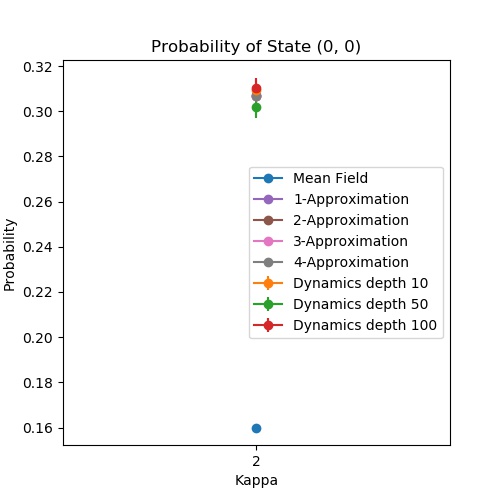 Probability of State (0, 0)
0.32
0.30
0.28
0.26
0.24
0.22
0.20
0.18
0.16
Probability
Mean Field
1-Approximation
2-Approximation
3-Approximation
4-Approximation
Dynamics depth 10
Dynamics depth 50
Dynamics depth 100
2
Kappa